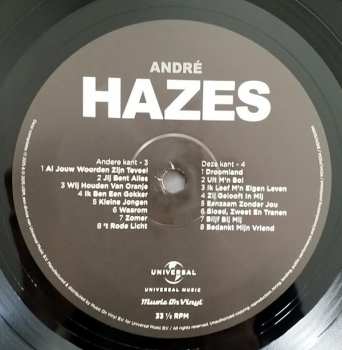 ANDRÉ
HAZES
Andere kant - 3
1 Al Jouw Woorden Zijn Teveel
2 Jij Bent Alles
3 Wij Houden Van Oranje
4 Ik Ben Een Gokker
5 Kleine Jongen
6 Waarom
7 Zomer
8 't Rode Licht
Deze kant - 4
1 Droomland
2 Uit M'n Bol
3 Ik Leef M'n Eigen Leven
4 Zij Gelooft In Mij
5 Eenzaam Zonder Jou
6 Bloed, Zweet En Tranen
7 Blijf Bij Mij
8 Bedankt Mijn Vriend
UNIVERSAL
UNIVERSAL MUSIC
Music On Vinyl
33 ⅓ RPM